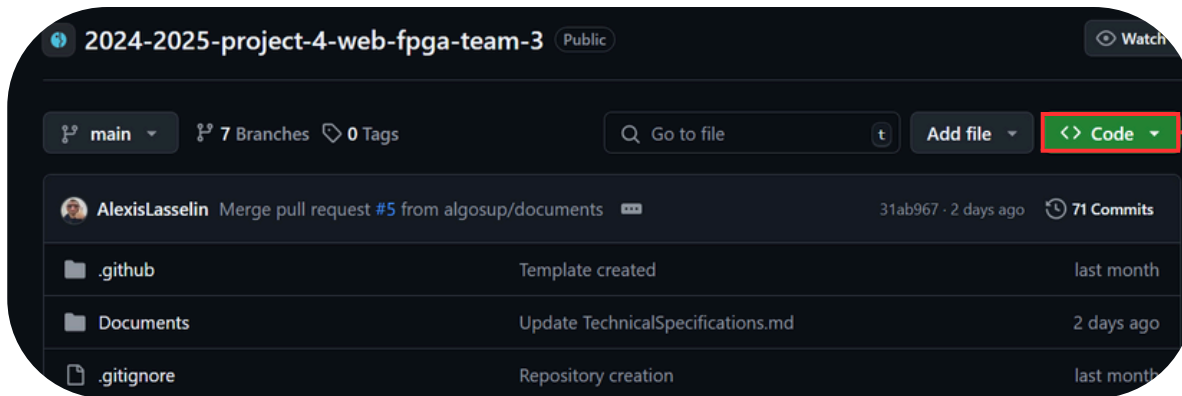 2024-2025-project-4-web-fpga-team-3 Public Watch
main 7 Branches 0 Tags Go to file t Add file <> Code
AlexisLasselin Merge pull request #5 from algosup/documents 31ab967 · 2 days ago 71 Commits
.github Template created last month
Documents Update TechnicalSpecifications.md 2 days ago
.gitignore Repository creation last month